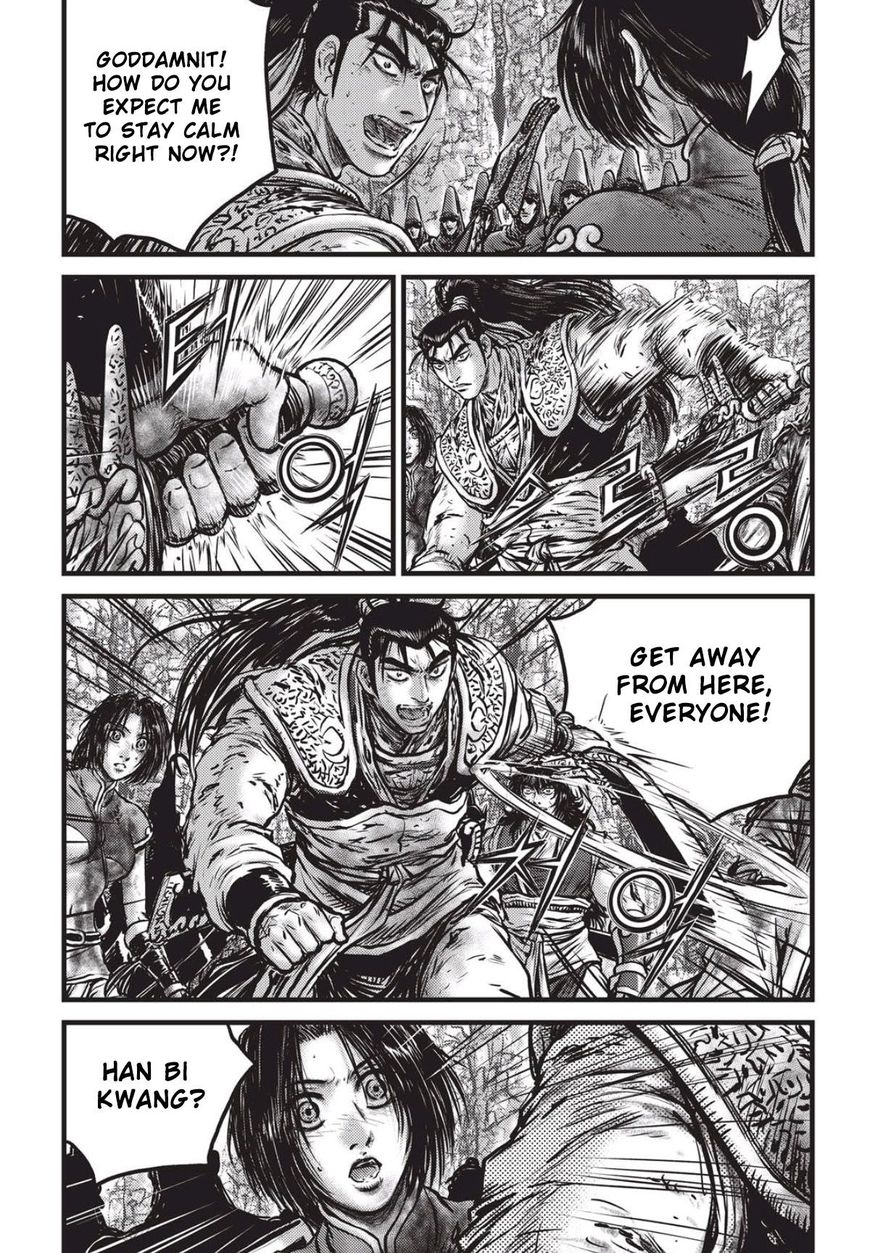 GODDAMNIT!
HOW DO YOU
EXPECT ME
TO STAY CALM
RIGHT NOW?!
GET AWAY
FROM HERE,
EVERYONE!
HAN BI
KWANG?